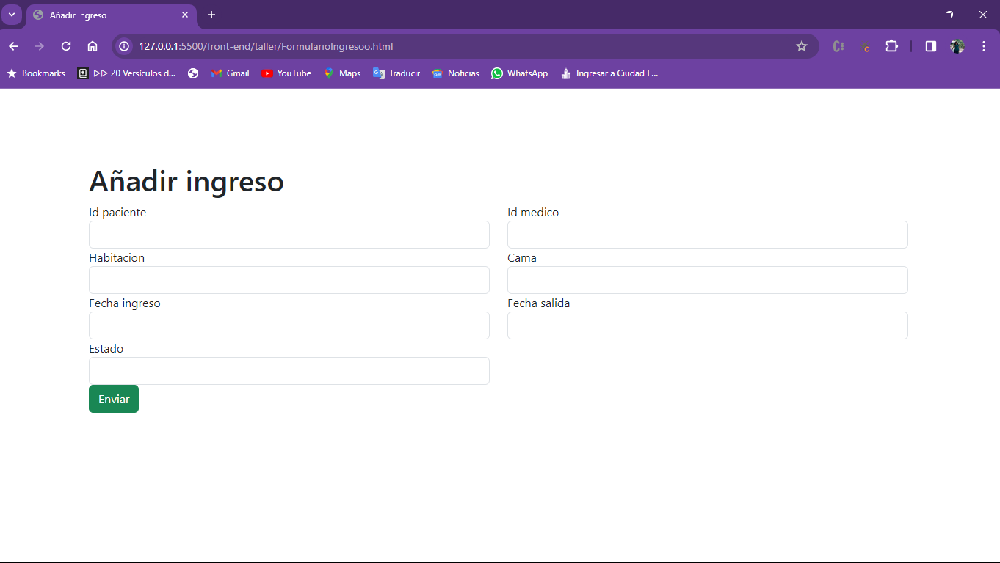 Añadir ingreso
127.0.0.1:5500/front-end/taller/FormularioIngresoo.html
Bookmarks ▷▷ 20 Versículos d... Gmail YouTube Maps Traducir Noticias WhatsApp Ingresar a Ciudad E...
Añadir ingreso
Id paciente Id medico
Habitacion Cama
Fecha ingreso Fecha salida
Estado
Enviar